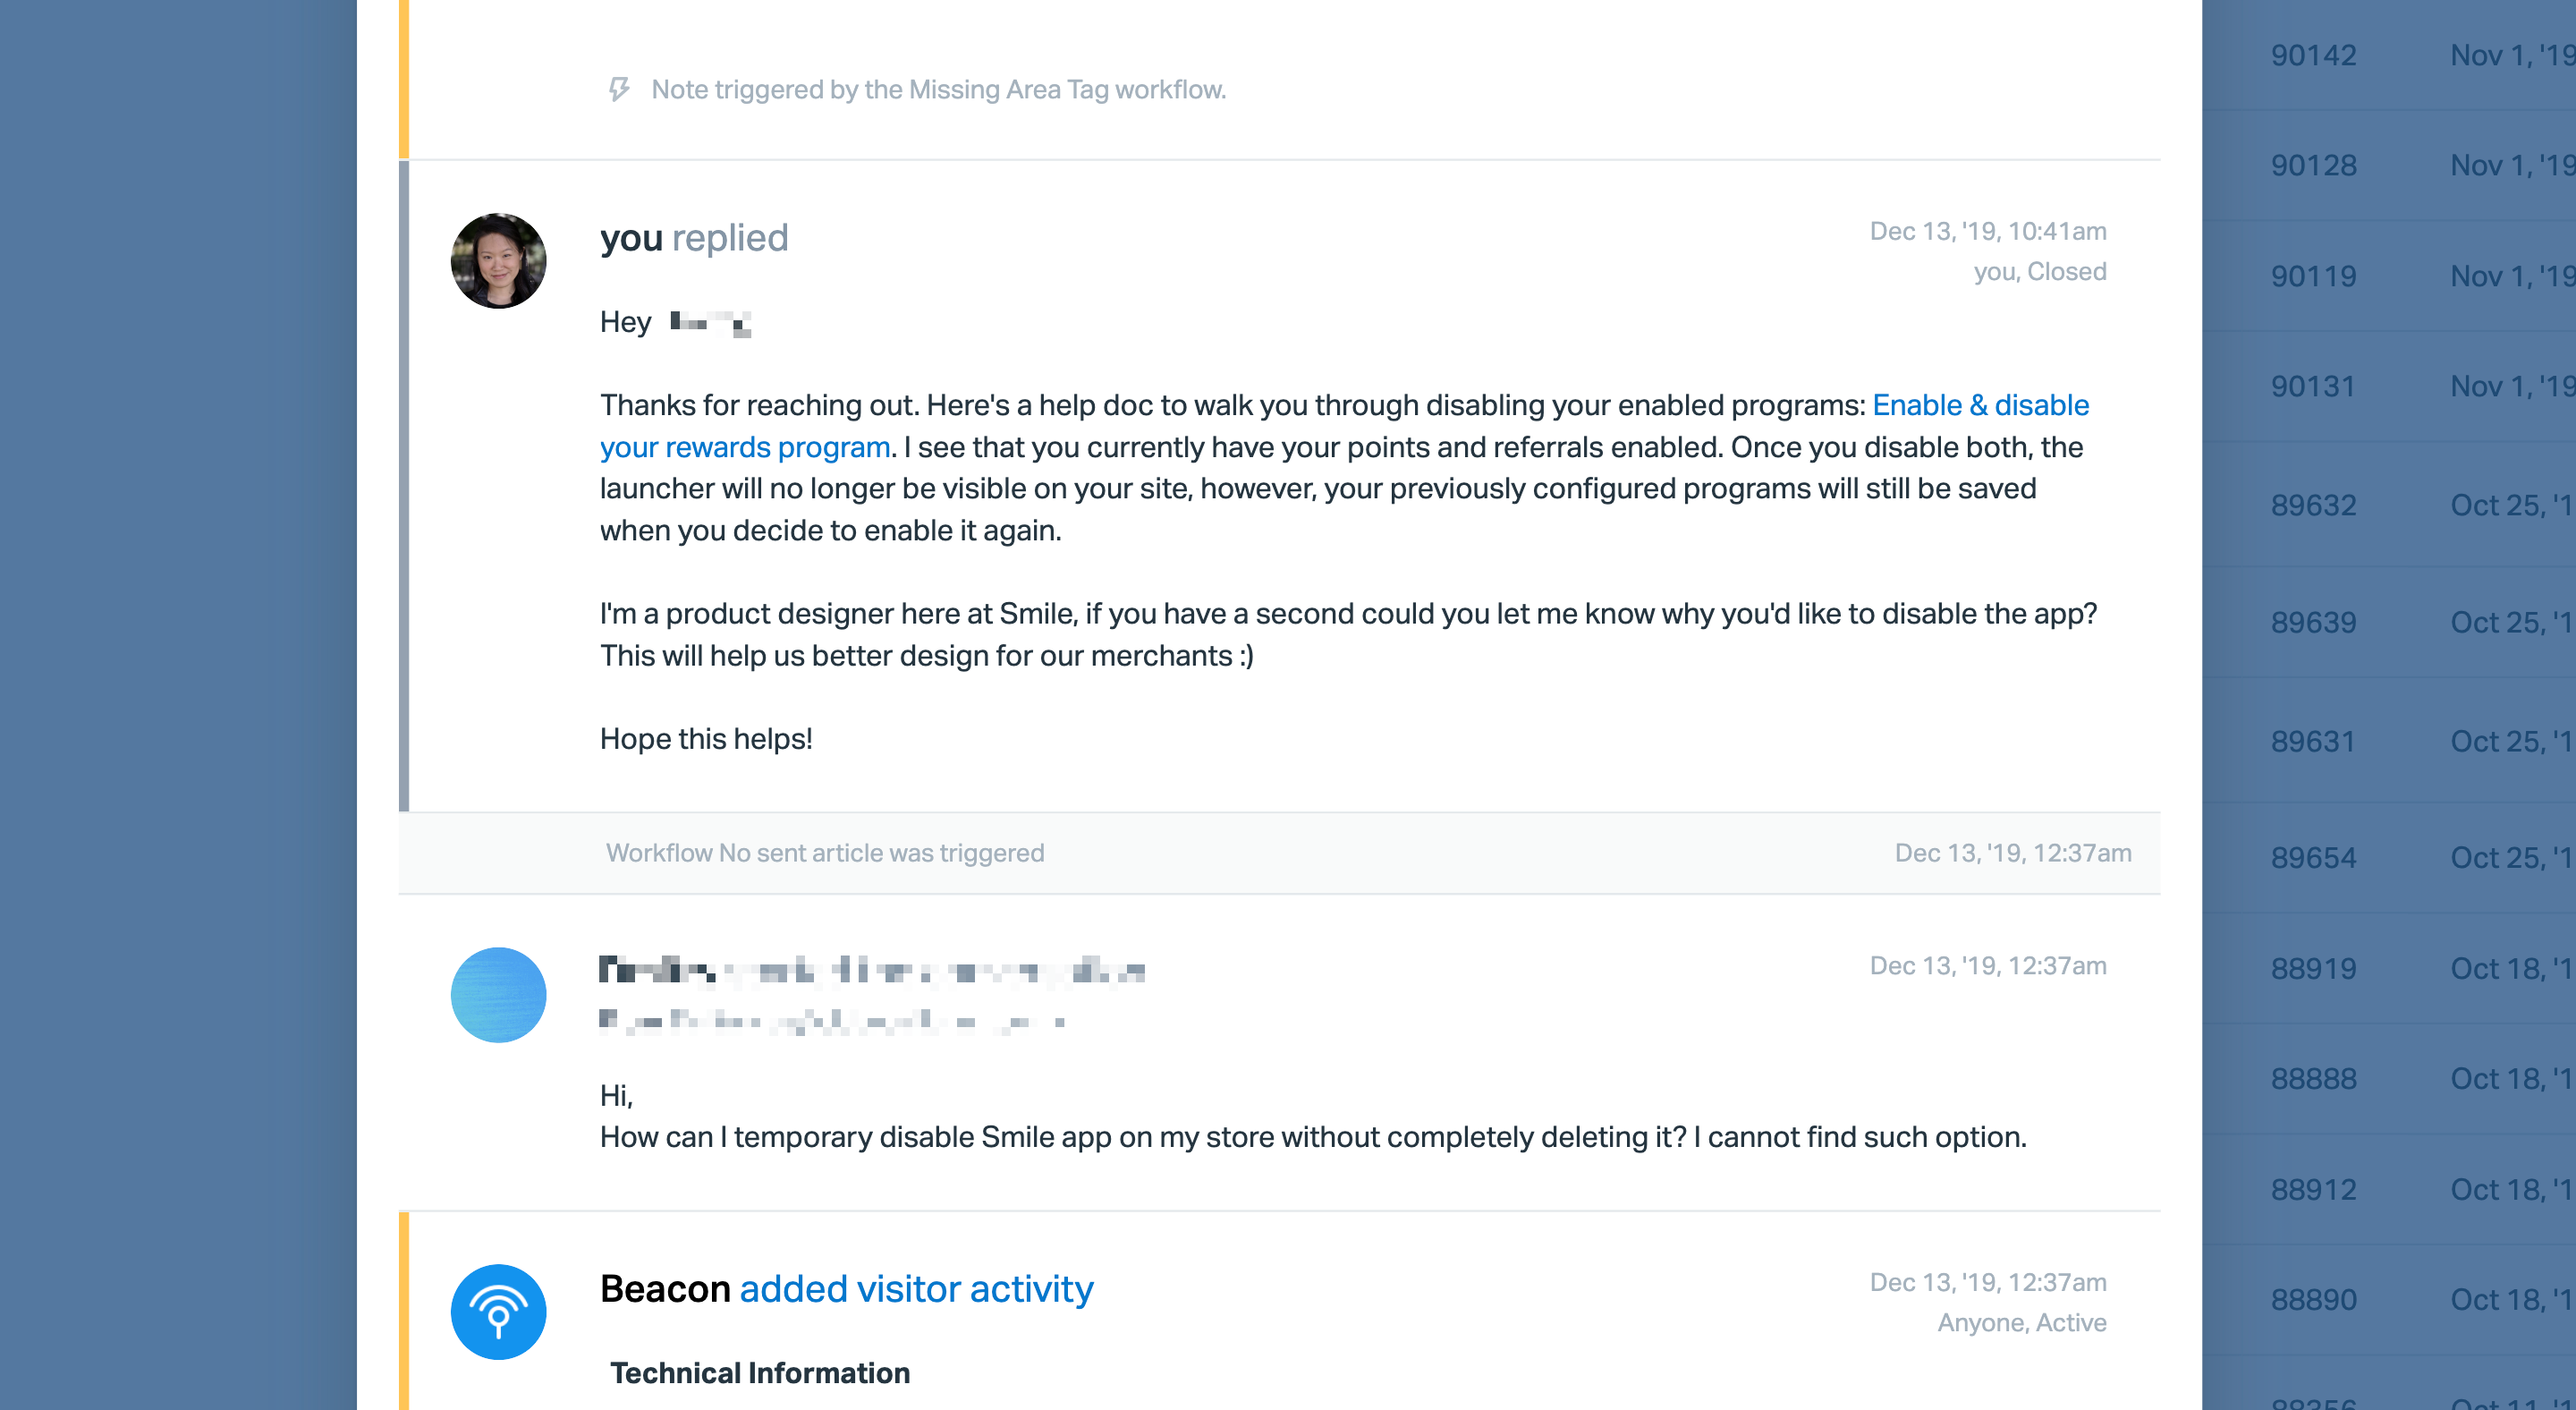 Note triggered by the Missing Area Tag workflow.
you replied
Dec 13, '19, 10:41am
you, Closed
Hey
Thanks for reaching out. Here's a help doc to walk you through disabling your enabled programs: Enable & disable
your rewards program. I see that you currently have your points and referrals enabled. Once you disable both, the
launcher will no longer be visible on your site, however, your previously configured programs will still be saved
when you decide to enable it again.
I'm a product designer here at Smile, if you have a second could you let me know why you'd like to disable the app?
This will help us better design for our merchants :)
Hope this helps!
Workflow No sent article was triggered
Dec 13, '19, 12:37am
Dec 13, '19, 12:37am
Hi,
How can I temporary disable Smile app on my store without completely deleting it? I cannot find such option.
Beacon added visitor activity
Dec 13, '19, 12:37am
Anyone, Active
Technical Information
90142 Nov 1, '19
90128 Nov 1, '19
90119 Nov 1, '19
90131 Nov 1, '19
89632 Oct 25, '1
89639 Oct 25, '1
89631 Oct 25, '1
89654 Oct 25, '1
88919 Oct 18, '1
88888 Oct 18, '1
88912 Oct 18, '1
88890 Oct 18, '1